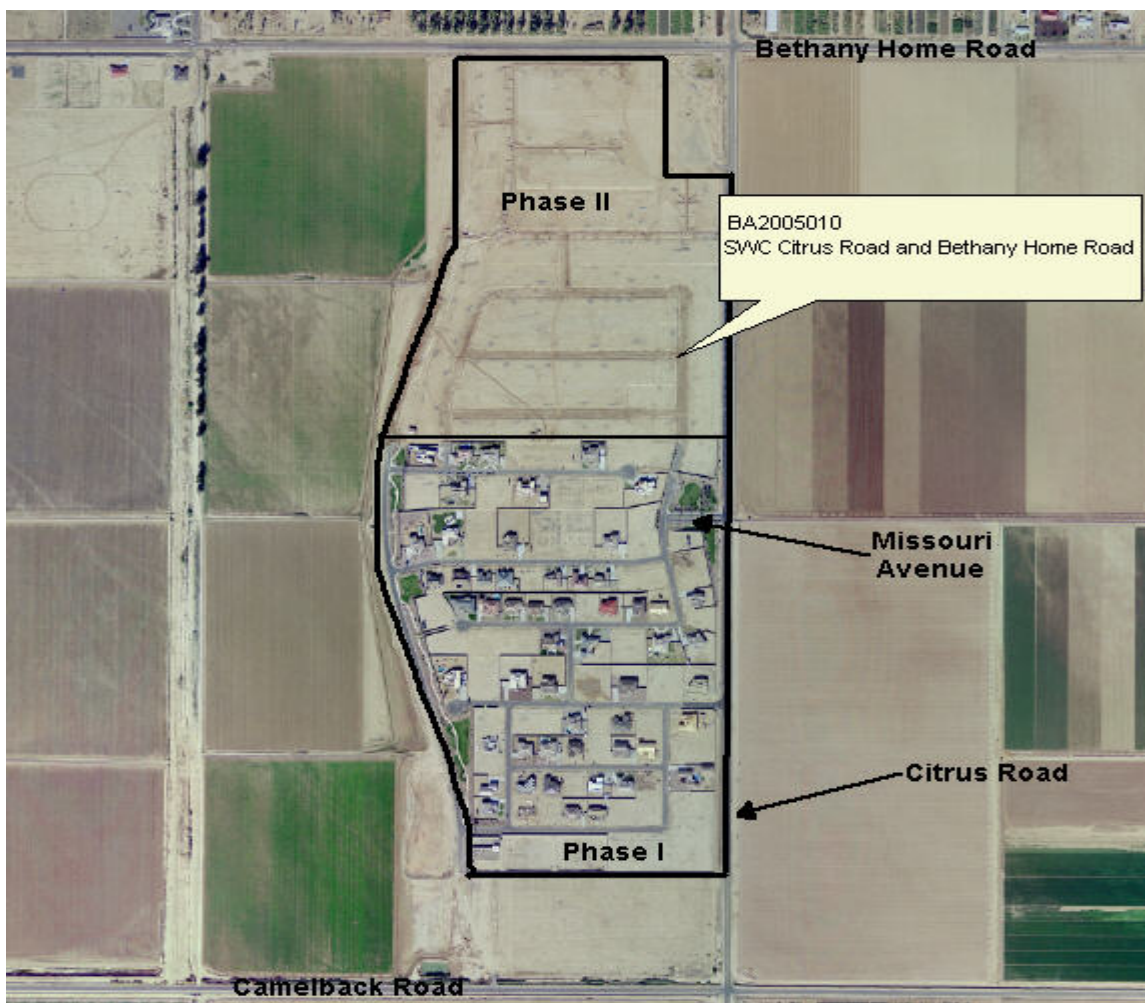 Bethany Home Road
Phase II
BA2005010
SWC Citrus Road and Bethany Home Road
Missouri
Avenue
Citrus Road
Phase I
Camelback Road